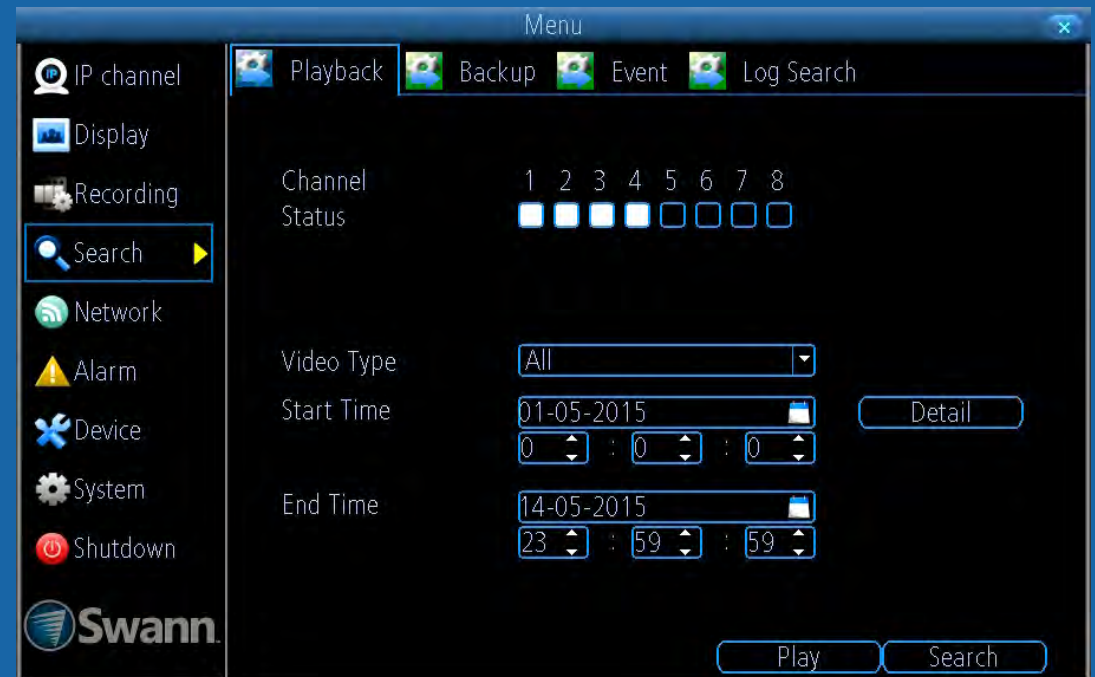 Menu
IP channel
Display
Recording
Search
Network
Alarm
Device
System
Shutdown
Swann
Playback Backup Event Log Search
Channel 1 2 3 4 5 6 7 8
Status
Video Type All
Start Time 01-05-2015 Detail
0 : 0 : 0
End Time 14-05-2015
23 : 59 : 59
Play Search